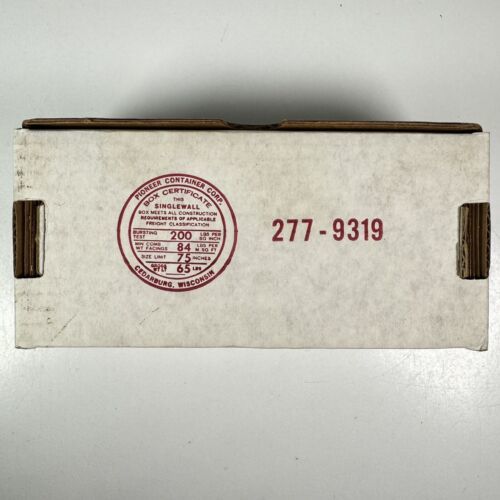 PIONEER CONTAINER CORP.
BOX CERTIFICATE
THIS
SINGLEWALL
BOX MEETS ALL CONSTRUCTION
REQUIREMENTS OF APPLICABLE
FREIGHT CLASSIFICATION
BURSTING TEST 200 LBS PER SQ INCH
MIN COMB WT FACINGS 84 LBS PER M SQ FT
SIZE LIMIT 75 INCHES
GROSS WT LT 65 LBS
CEDARBURG, WISCONSIN
277-9319